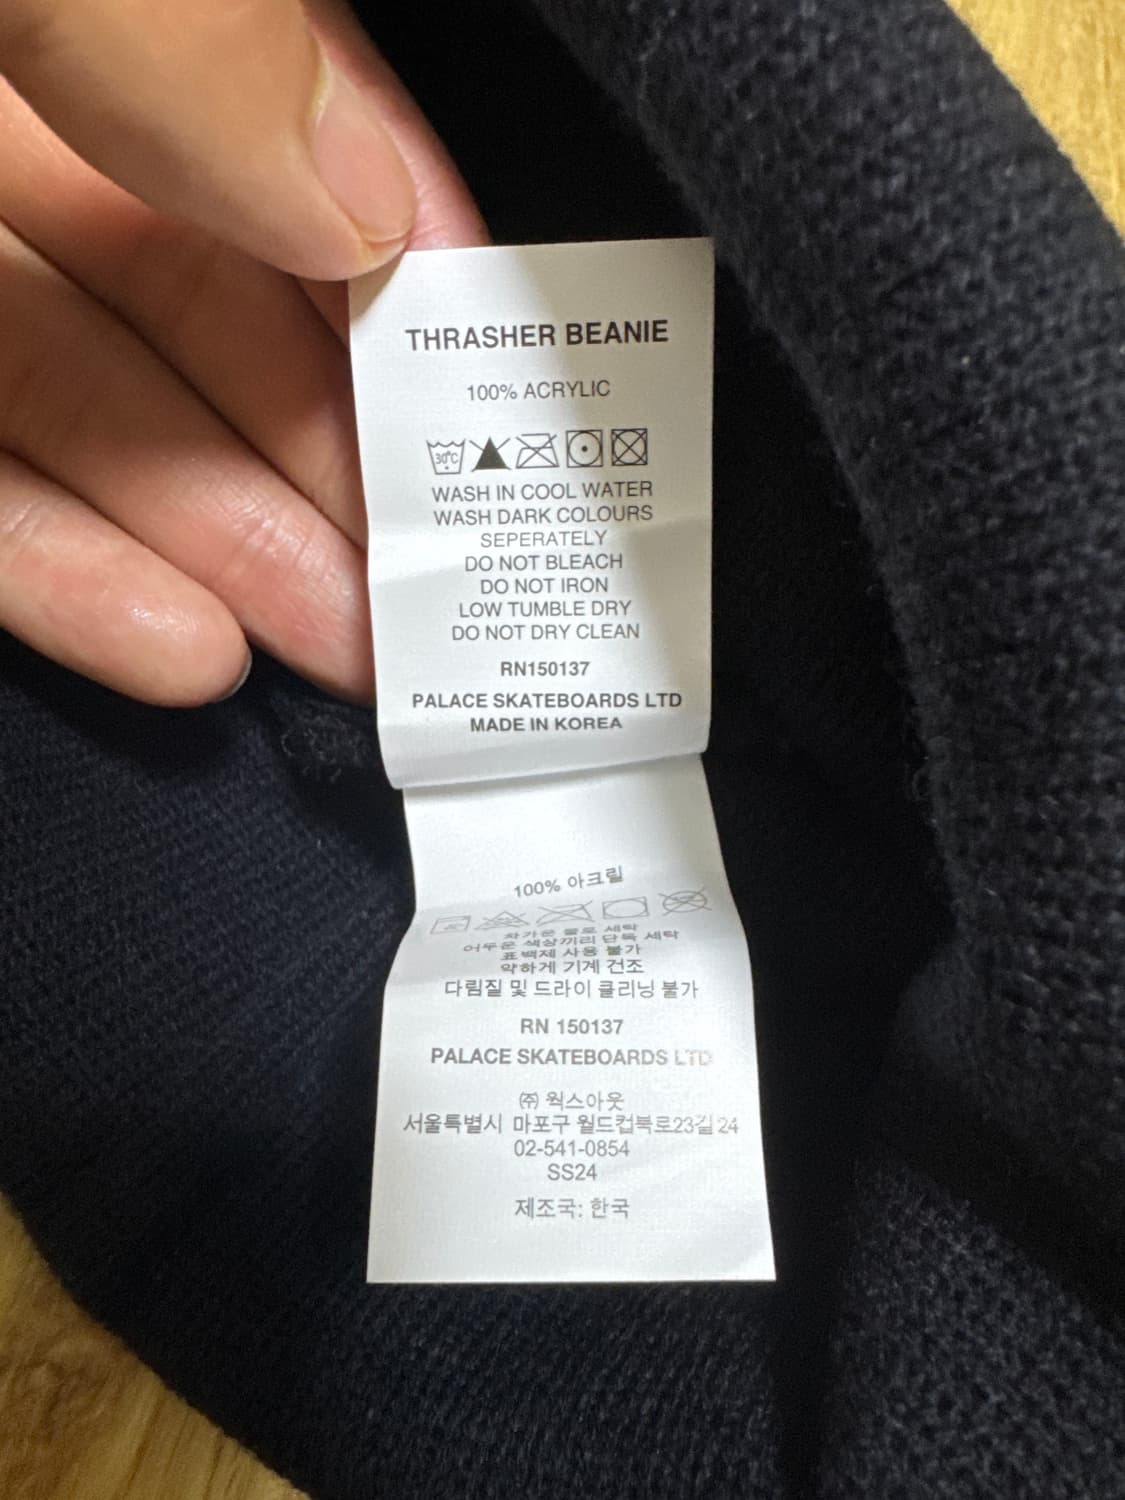 THRASHER BEANIE
100% ACRYLIC
30°C
WASH IN COOL WATER
WASH DARK COLOURS
SEPERATELY
DO NOT BLEACH
DO NOT IRON
LOW TUMBLE DRY
DO NOT DRY CLEAN
RN150137
PALACE SKATEBOARDS LTD
MADE IN KOREA
100% 아크릴
차가운 물로 세탁
어두운 색상끼리 단독 세탁
표백제 사용 불가
약하게 기계 건조
다림질 및 드라이 클리닝 불가
RN 150137
PALACE SKATEBOARDS LTD
㈜ 웍스아웃
서울특별시 마포구 월드컵북로23길 24
02-541-0854
SS24
제조국: 한국